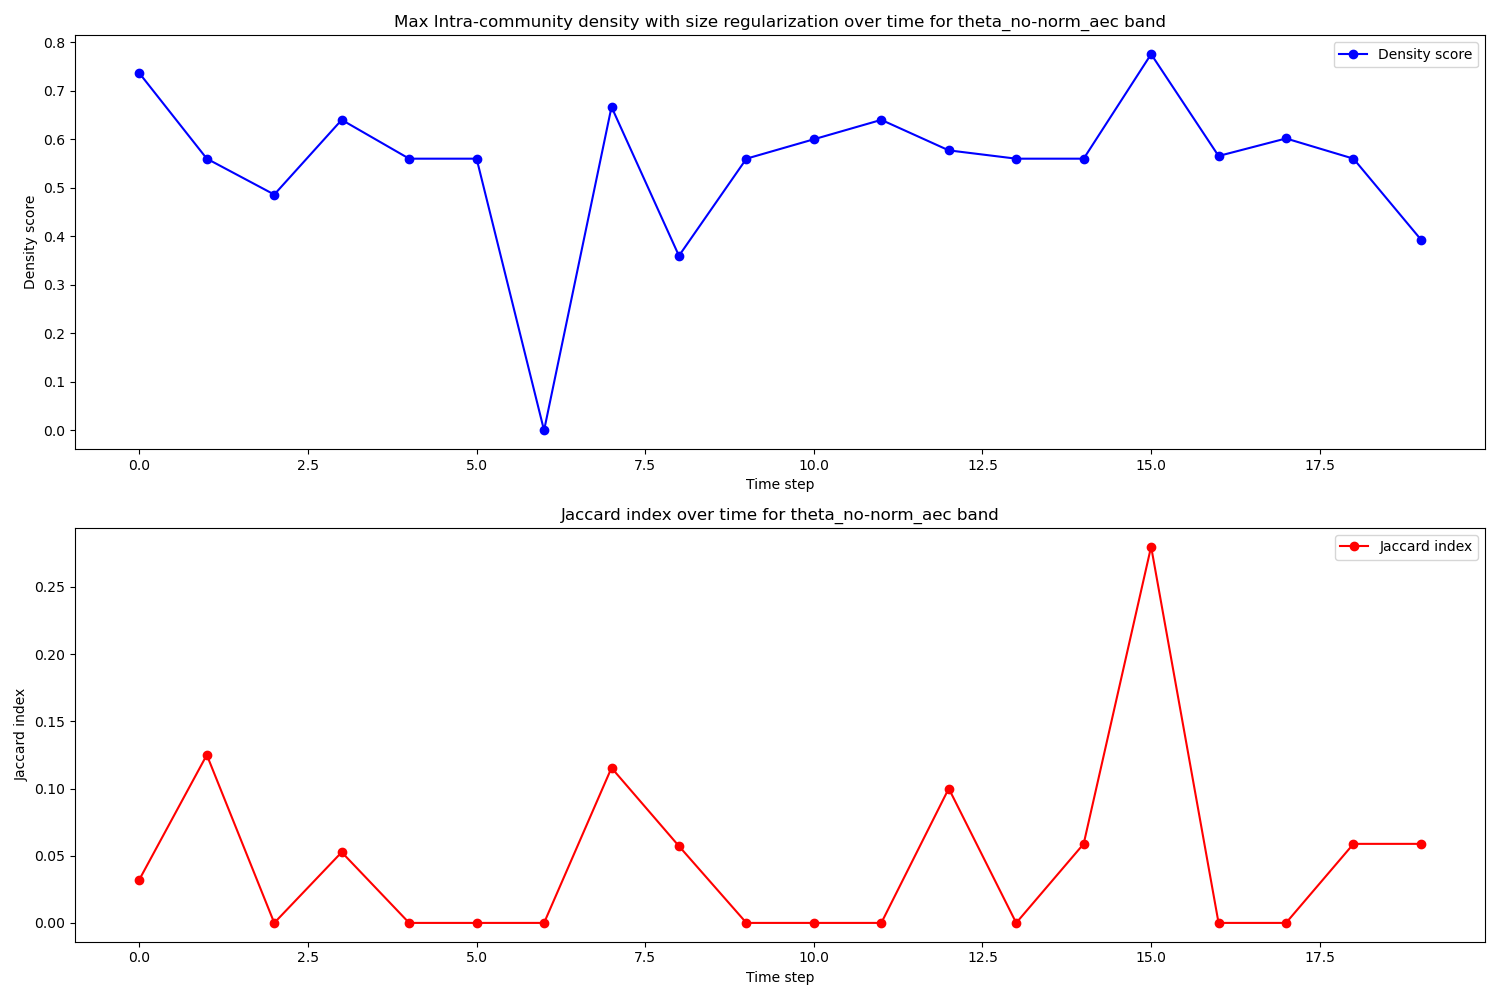 Max Intra-community density with size regularization over time for theta_no-norm_aec band
Density score
0.8
0.7
0.6
0.5
0.4
0.3
0.2
0.1
0.0
Density score
0.0 2.5 5.0 7.5 10.0 12.5 15.0 17.5
Time step
Jaccard index over time for theta_no-norm_aec band
Jaccard index
0.25
0.20
0.15
0.10
0.05
0.00
Jaccard index
0.0 2.5 5.0 7.5 10.0 12.5 15.0 17.5
Time step